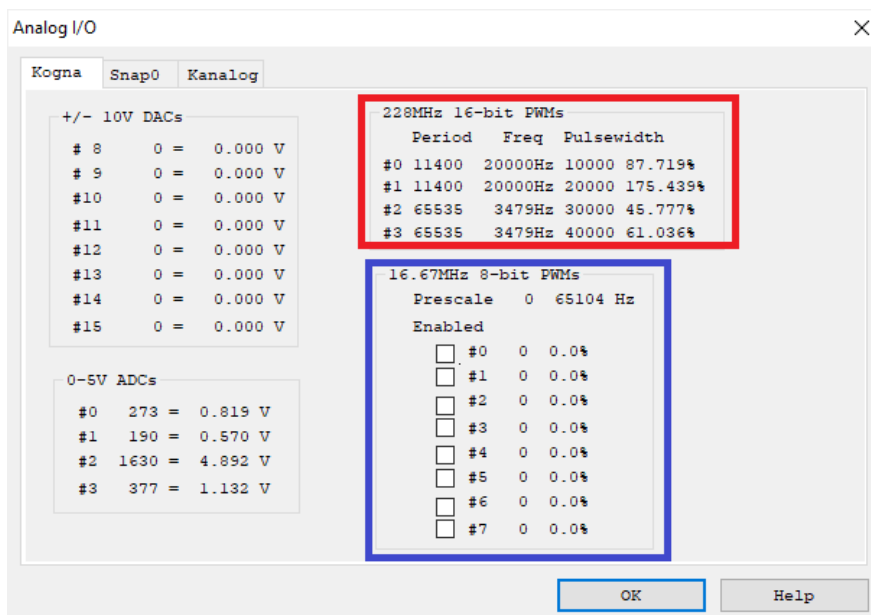 Analog I/O
Kogna Snap0 Kanalog
+/- 10V DACs
# 8 0 = 0.000 V
# 9 0 = 0.000 V
#10 0 = 0.000 V
#11 0 = 0.000 V
#12 0 = 0.000 V
#13 0 = 0.000 V
#14 0 = 0.000 V
#15 0 = 0.000 V
0-5V ADCs
#0 273 = 0.819 V
#1 190 = 0.570 V
#2 1630 = 4.892 V
#3 377 = 1.132 V
228MHz 16-bit PWMs
Period Freq Pulsewidth
#0 11400 20000Hz 10000 87.719%
#1 11400 20000Hz 20000 175.439%
#2 65535 3479Hz 30000 45.777%
#3 65535 3479Hz 40000 61.036%
16.67MHz 8-bit PWMs
Prescale 0 65104 Hz
Enabled
#0 0 0.0%
#1 0 0.0%
#2 0 0.0%
#3 0 0.0%
#4 0 0.0%
#5 0 0.0%
#6 0 0.0%
#7 0 0.0%
OK Help